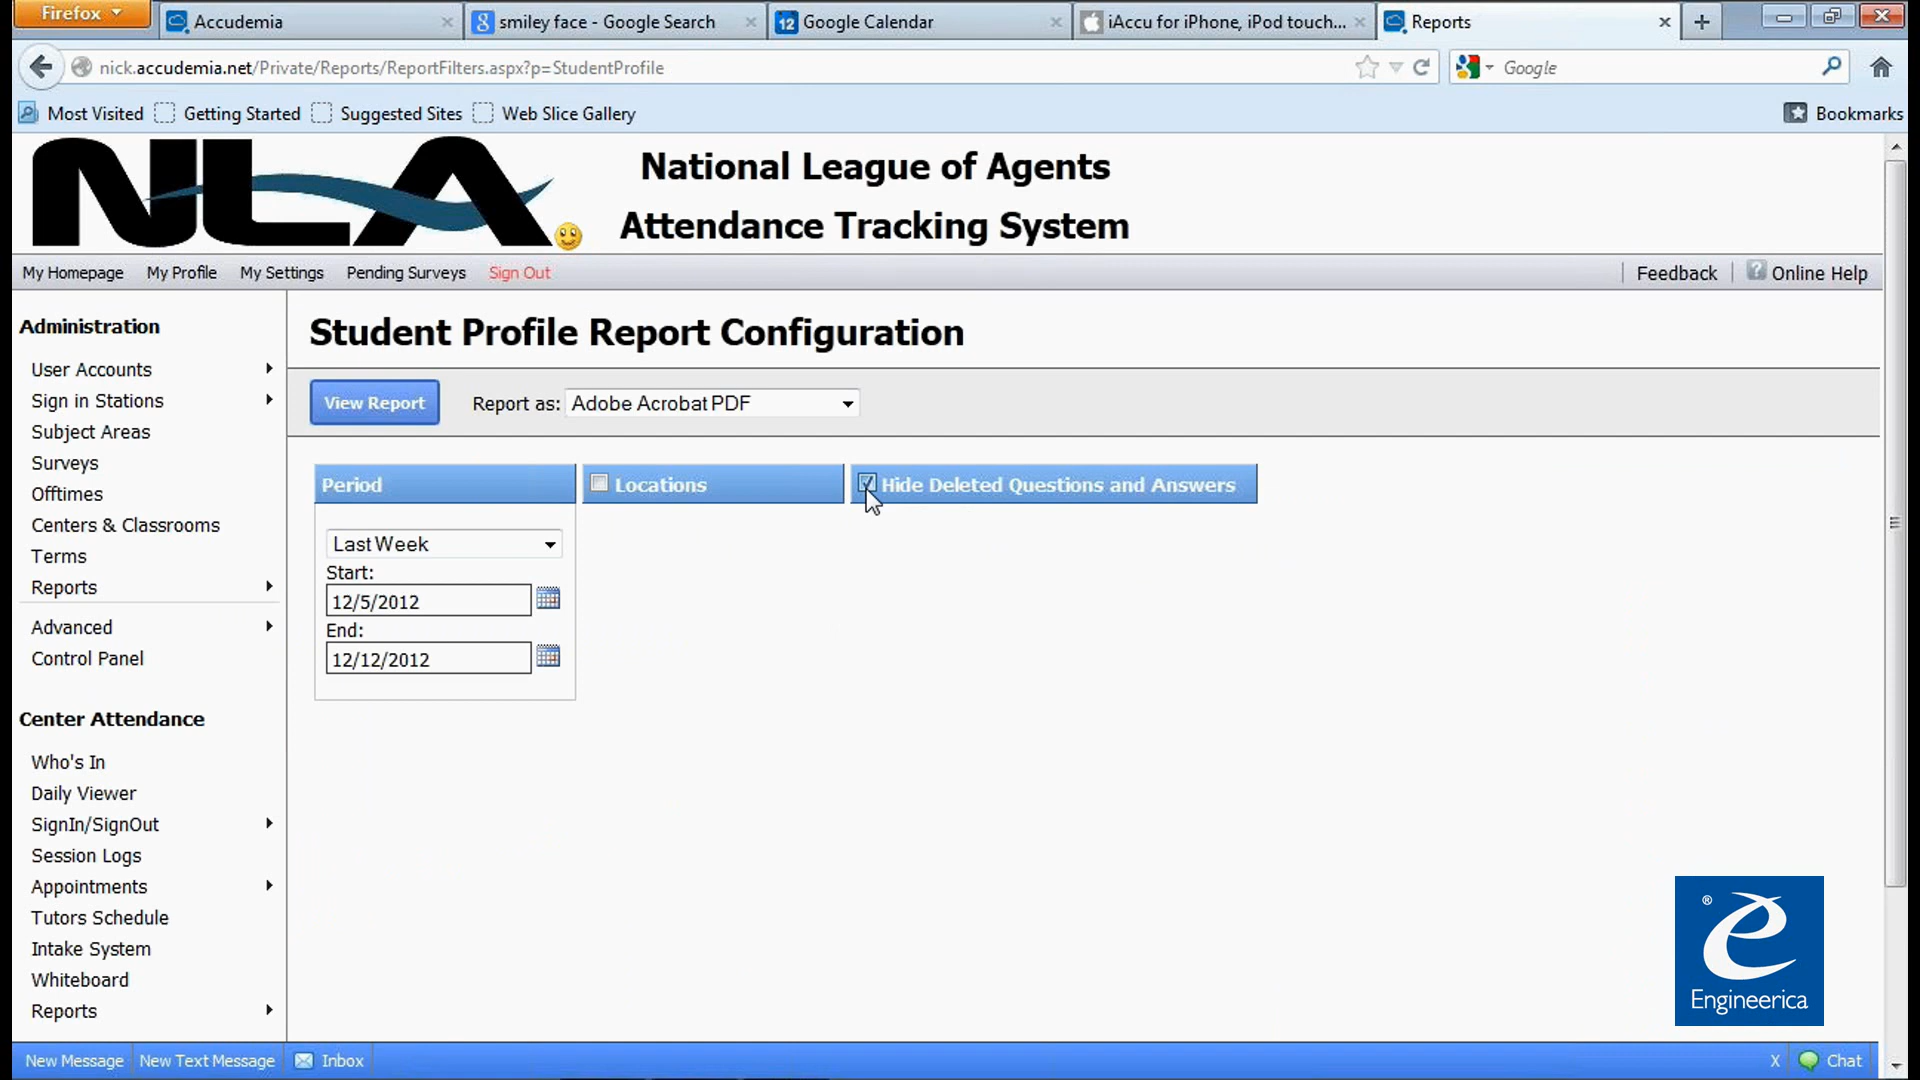 Firefox
Accudemia
smiley face - Google Search
12
Google Calendar
iAccu for iPhone, iPod touch...
Reports
nick.accudemia.net/Private/Reports/ReportFilters.aspx?p=StudentProfile
Google
Most Visited
Getting Started
Suggested Sites
Web Slice Gallery
Bookmarks
NLA
National League of Agents
Attendance Tracking System
My Homepage
My Profile
My Settings
Pending Surveys
Sign Out
Feedback
Online Help
Administration
User Accounts
Sign in Stations
Subject Areas
Surveys
Offtimes
Centers & Classrooms
Terms
Reports
Advanced
Control Panel
Center Attendance
Who's In
Daily Viewer
SignIn/SignOut
Session Logs
Appointments
Tutors Schedule
Intake System
Whiteboard
Reports
Student Profile Report Configuration
View Report
Report as:
Adobe Acrobat PDF
Period
Locations
Hide Deleted Questions and Answers
Last Week
Start:
12/5/2012
End:
12/12/2012
® e
Engineerica
New Message
New Text Message
Inbox
X
Chat